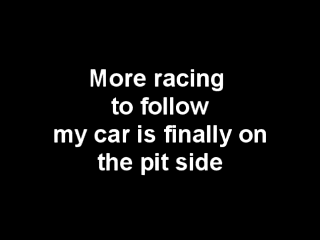 More racing
to follow
my car is finally on
the pit side